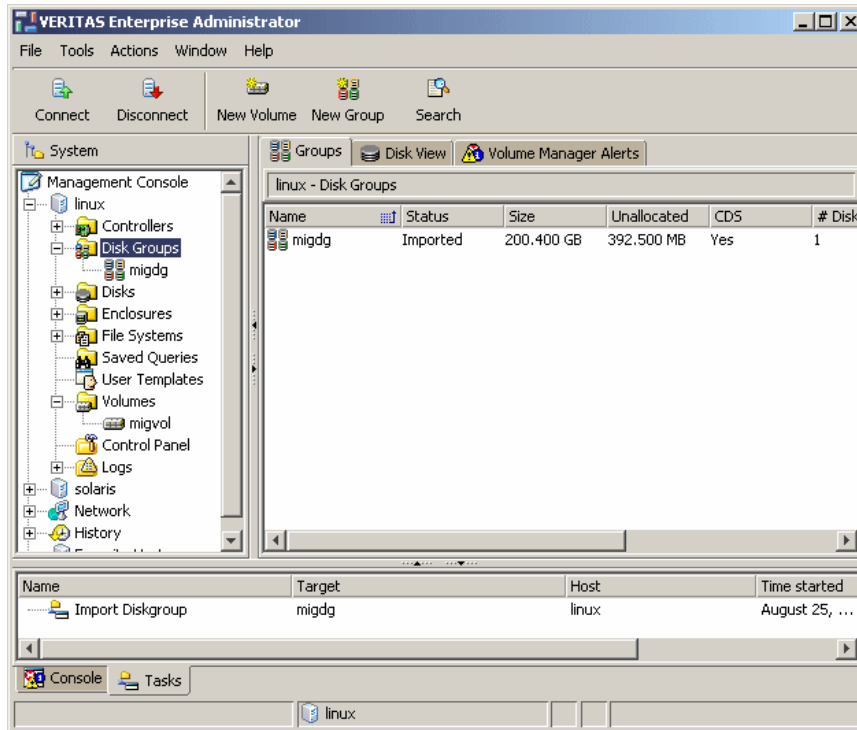 VERITAS Enterprise Administrator
File Tools Actions Window Help
Connect Disconnect New Volume New Group Search
System
Groups Disk View Volume Manager Alerts
Management Console
linux
Controllers
Disk Groups
migdg
Disks
Enclosures
File Systems
Saved Queries
User Templates
Volumes
migvol
Control Panel
Logs
solaris
Network
History
linux - Disk Groups
Name Status Size Unallocated CDS # Disk
migdg Imported 200.400 GB 392.500 MB Yes 1
Name Target Host Time started
Import Diskgroup migdg linux August 25, ...
Console Tasks
linux